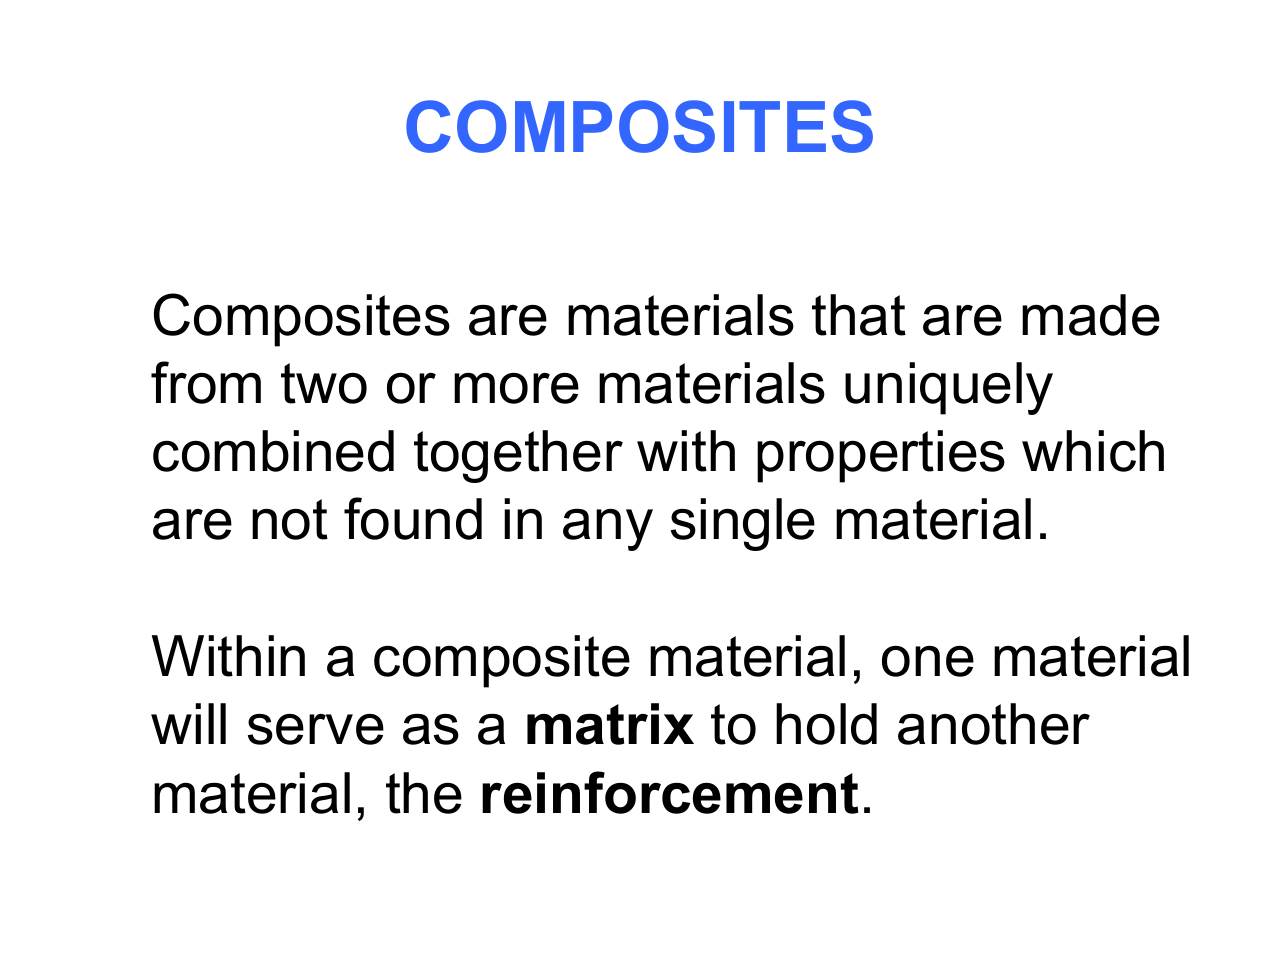 COMPOSITES
Composites are materials that are made
from two or more materials uniquely
combined together with properties which
are not found in any single material.
Within a composite material, one material
will serve as a matrix to hold another
material, the reinforcement.